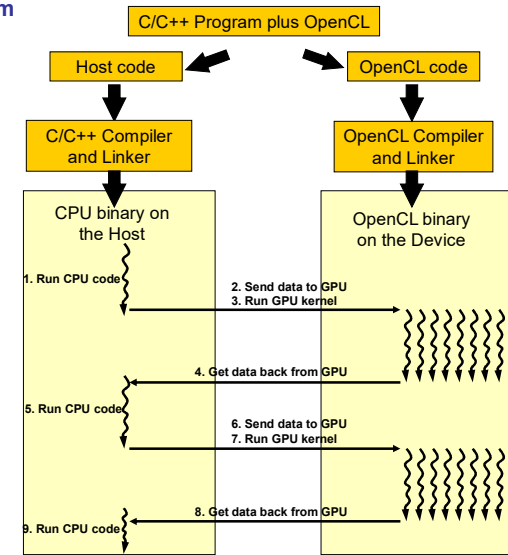 m
C/C++ Program plus OpenCL
Host code
OpenCL code
C/C++ Compiler
and Linker
OpenCL Compiler
and Linker
CPU binary on
the Host
OpenCL binary
on the Device
1. Run CPU code
2. Send data to GPU
3. Run GPU kernel
4. Get data back from GPU
5. Run CPU code
6. Send data to GPU
7. Run GPU kernel
8. Get data back from GPU
9. Run CPU code